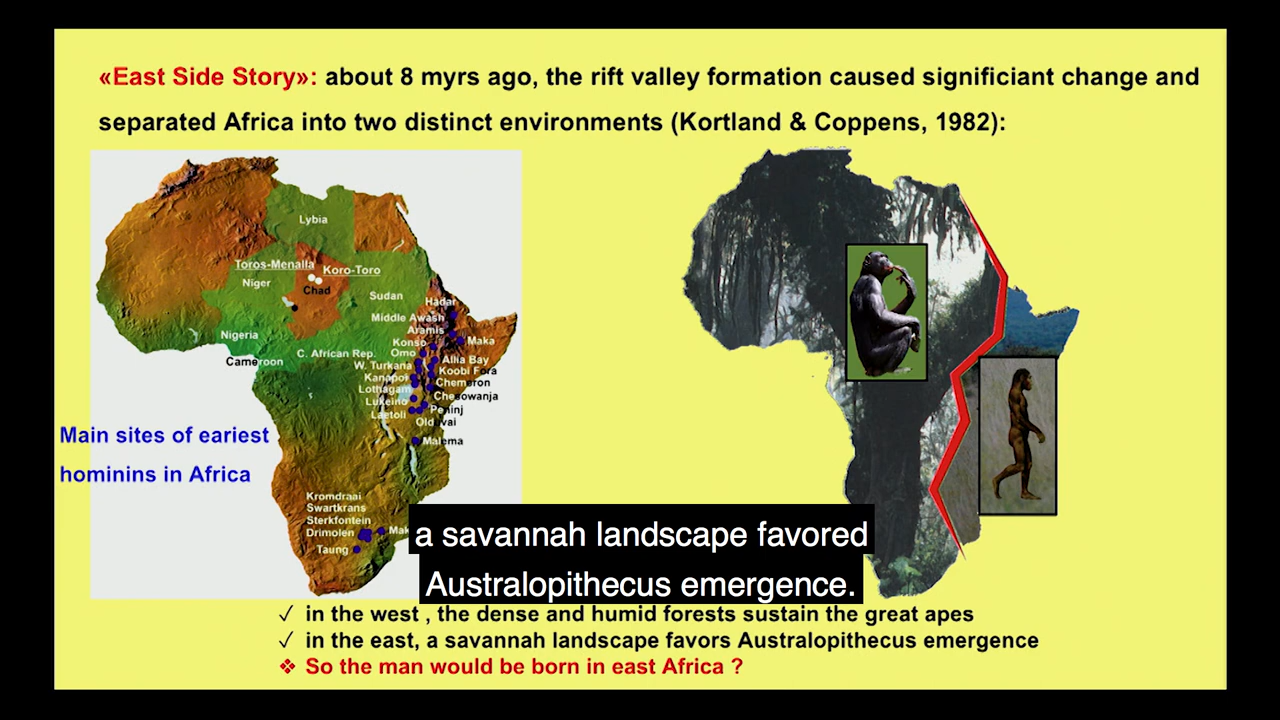 «East Side Story»: about 8 myrs ago, the rift valley formation caused significiant change and
separated Africa into two distinct environments (Kortland & Coppens, 1982):
Lybia
Toros-Menalla
Koro-Toro
Niger
Chad
Sudan
Hadar
Middle Awash
Aramis
Nigeria
Konso
Maka
Cameroon
C. African Rep.
Omo
Allia Bay
W. Turkana
Koobi Fora
Kanapoi
Chemeron
Lothagam
Chesowanja
Lukeino
Peninj
Laetoli
Olduvai
Malema
Main sites of eariest
hominins in Africa
Kromdraai
Swartkrans
Sterkfontein
Drimolen
Mak
Taung
a savannah landscape favored
Australopithecus emergence.
✓ in the west , the dense and humid forests sustain the great apes
✓ in the east, a savannah landscape favors Australopithecus emergence
❖ So the man would be born in east Africa ?